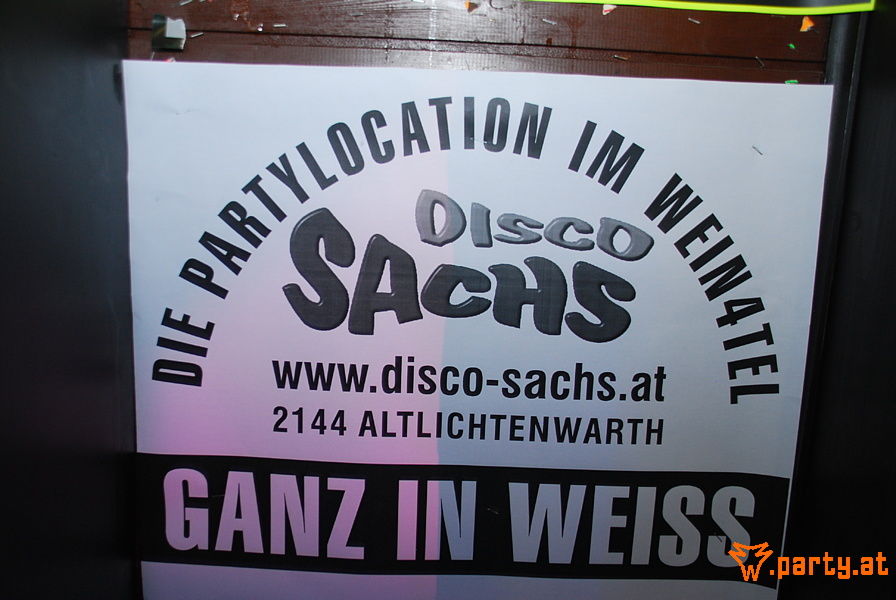 DIE PARTYLOCATION IM WEIN4TEL
DISCO
SACHS
www.disco-sachs.at
2144 ALTLICHTENWARTH
GANZ IN WEISS
.party.at